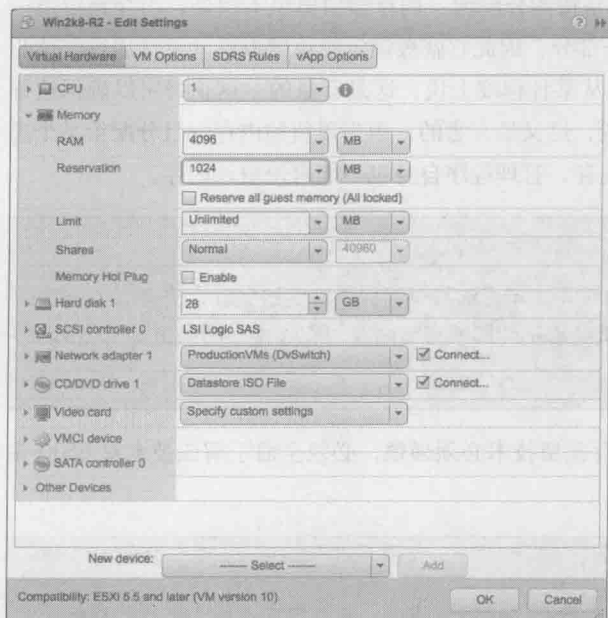 Win2k8-R2 - Edit Settings
Virtual Hardware VM Options SDRS Rules vApp Options
CPU 1
Memory
RAM 4096 MB
Reservation 1024 MB
Reserve all guest memory (All locked)
Limit Unlimited MB
Shares Normal 40960
Memory Hot Plug Enable
Hard disk 1 28 GB
SCSI controller 0 LSI Logic SAS
Network adapter 1 ProductionVMs (DvSwitch) Connect...
CD/DVD drive 1 Datastore ISO File Connect...
Video card Specify custom settings
VMCI device
SATA controller 0
Other Devices
New device: ------- Select ------- Add
Compatibility: ESXi 5.5 and later (VM version 10) OK Cancel